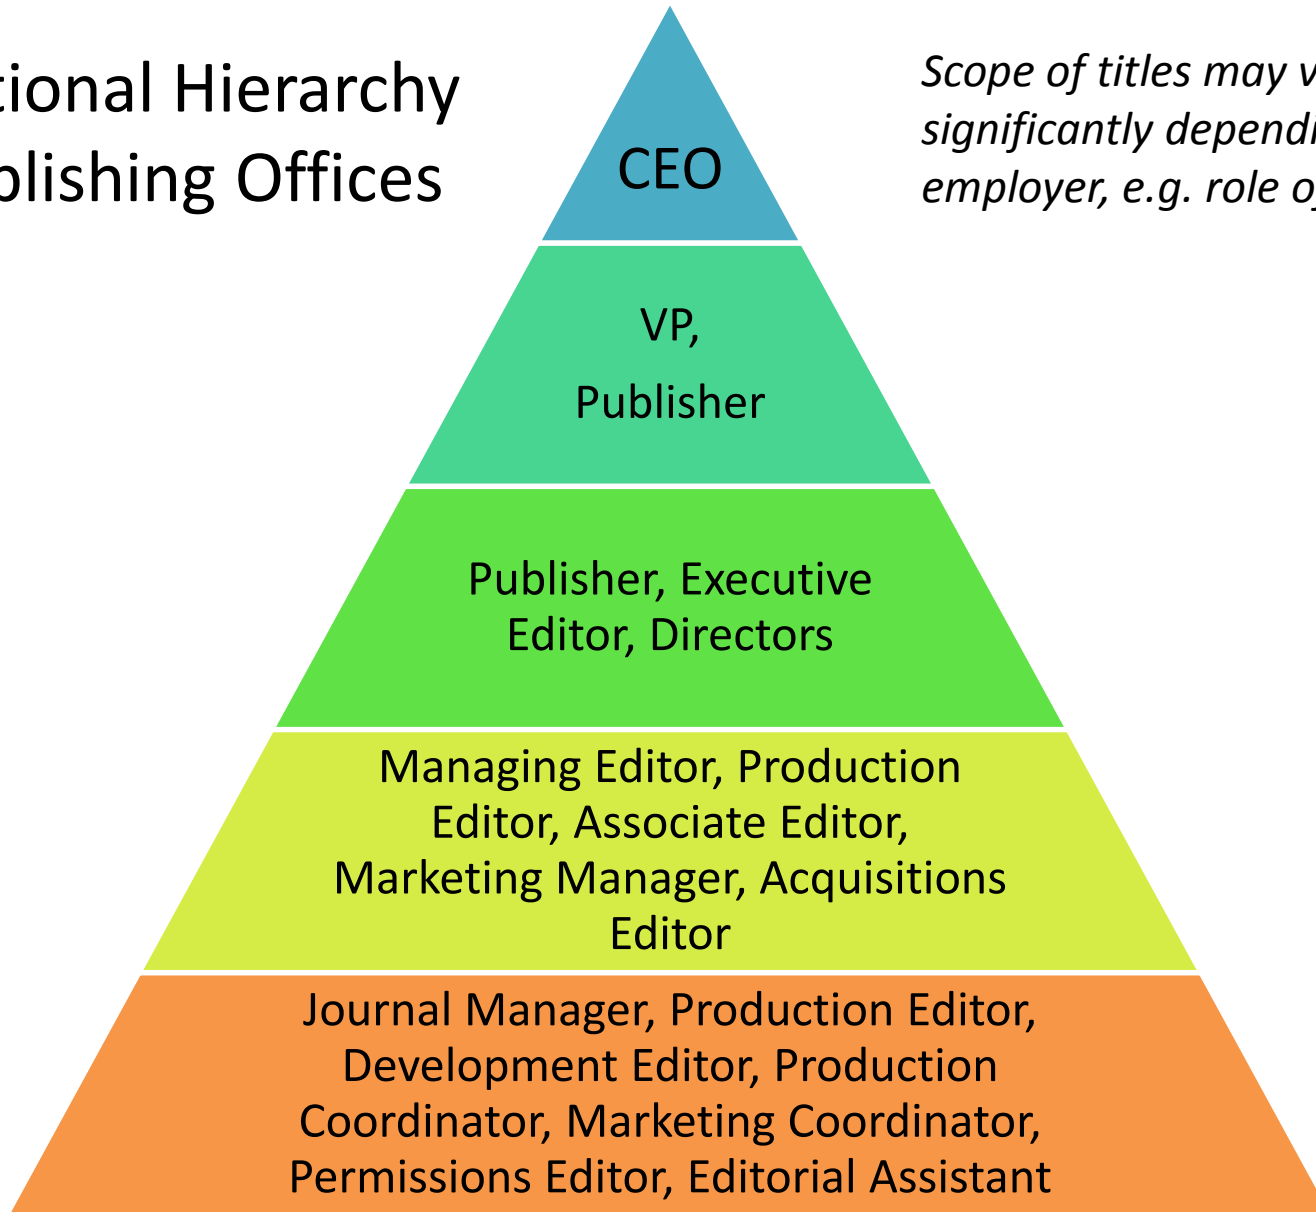 tional Hierarchy
blishing Offices
Scope of titles may v
significantly dependi
employer, e.g. role o
CEO
VP,
Publisher
Publisher, Executive
Editor, Directors
Managing Editor, Production
Editor, Associate Editor,
Marketing Manager, Acquisitions
Editor
Journal Manager, Production Editor,
Development Editor, Production
Coordinator, Marketing Coordinator,
Permissions Editor, Editorial Assistant